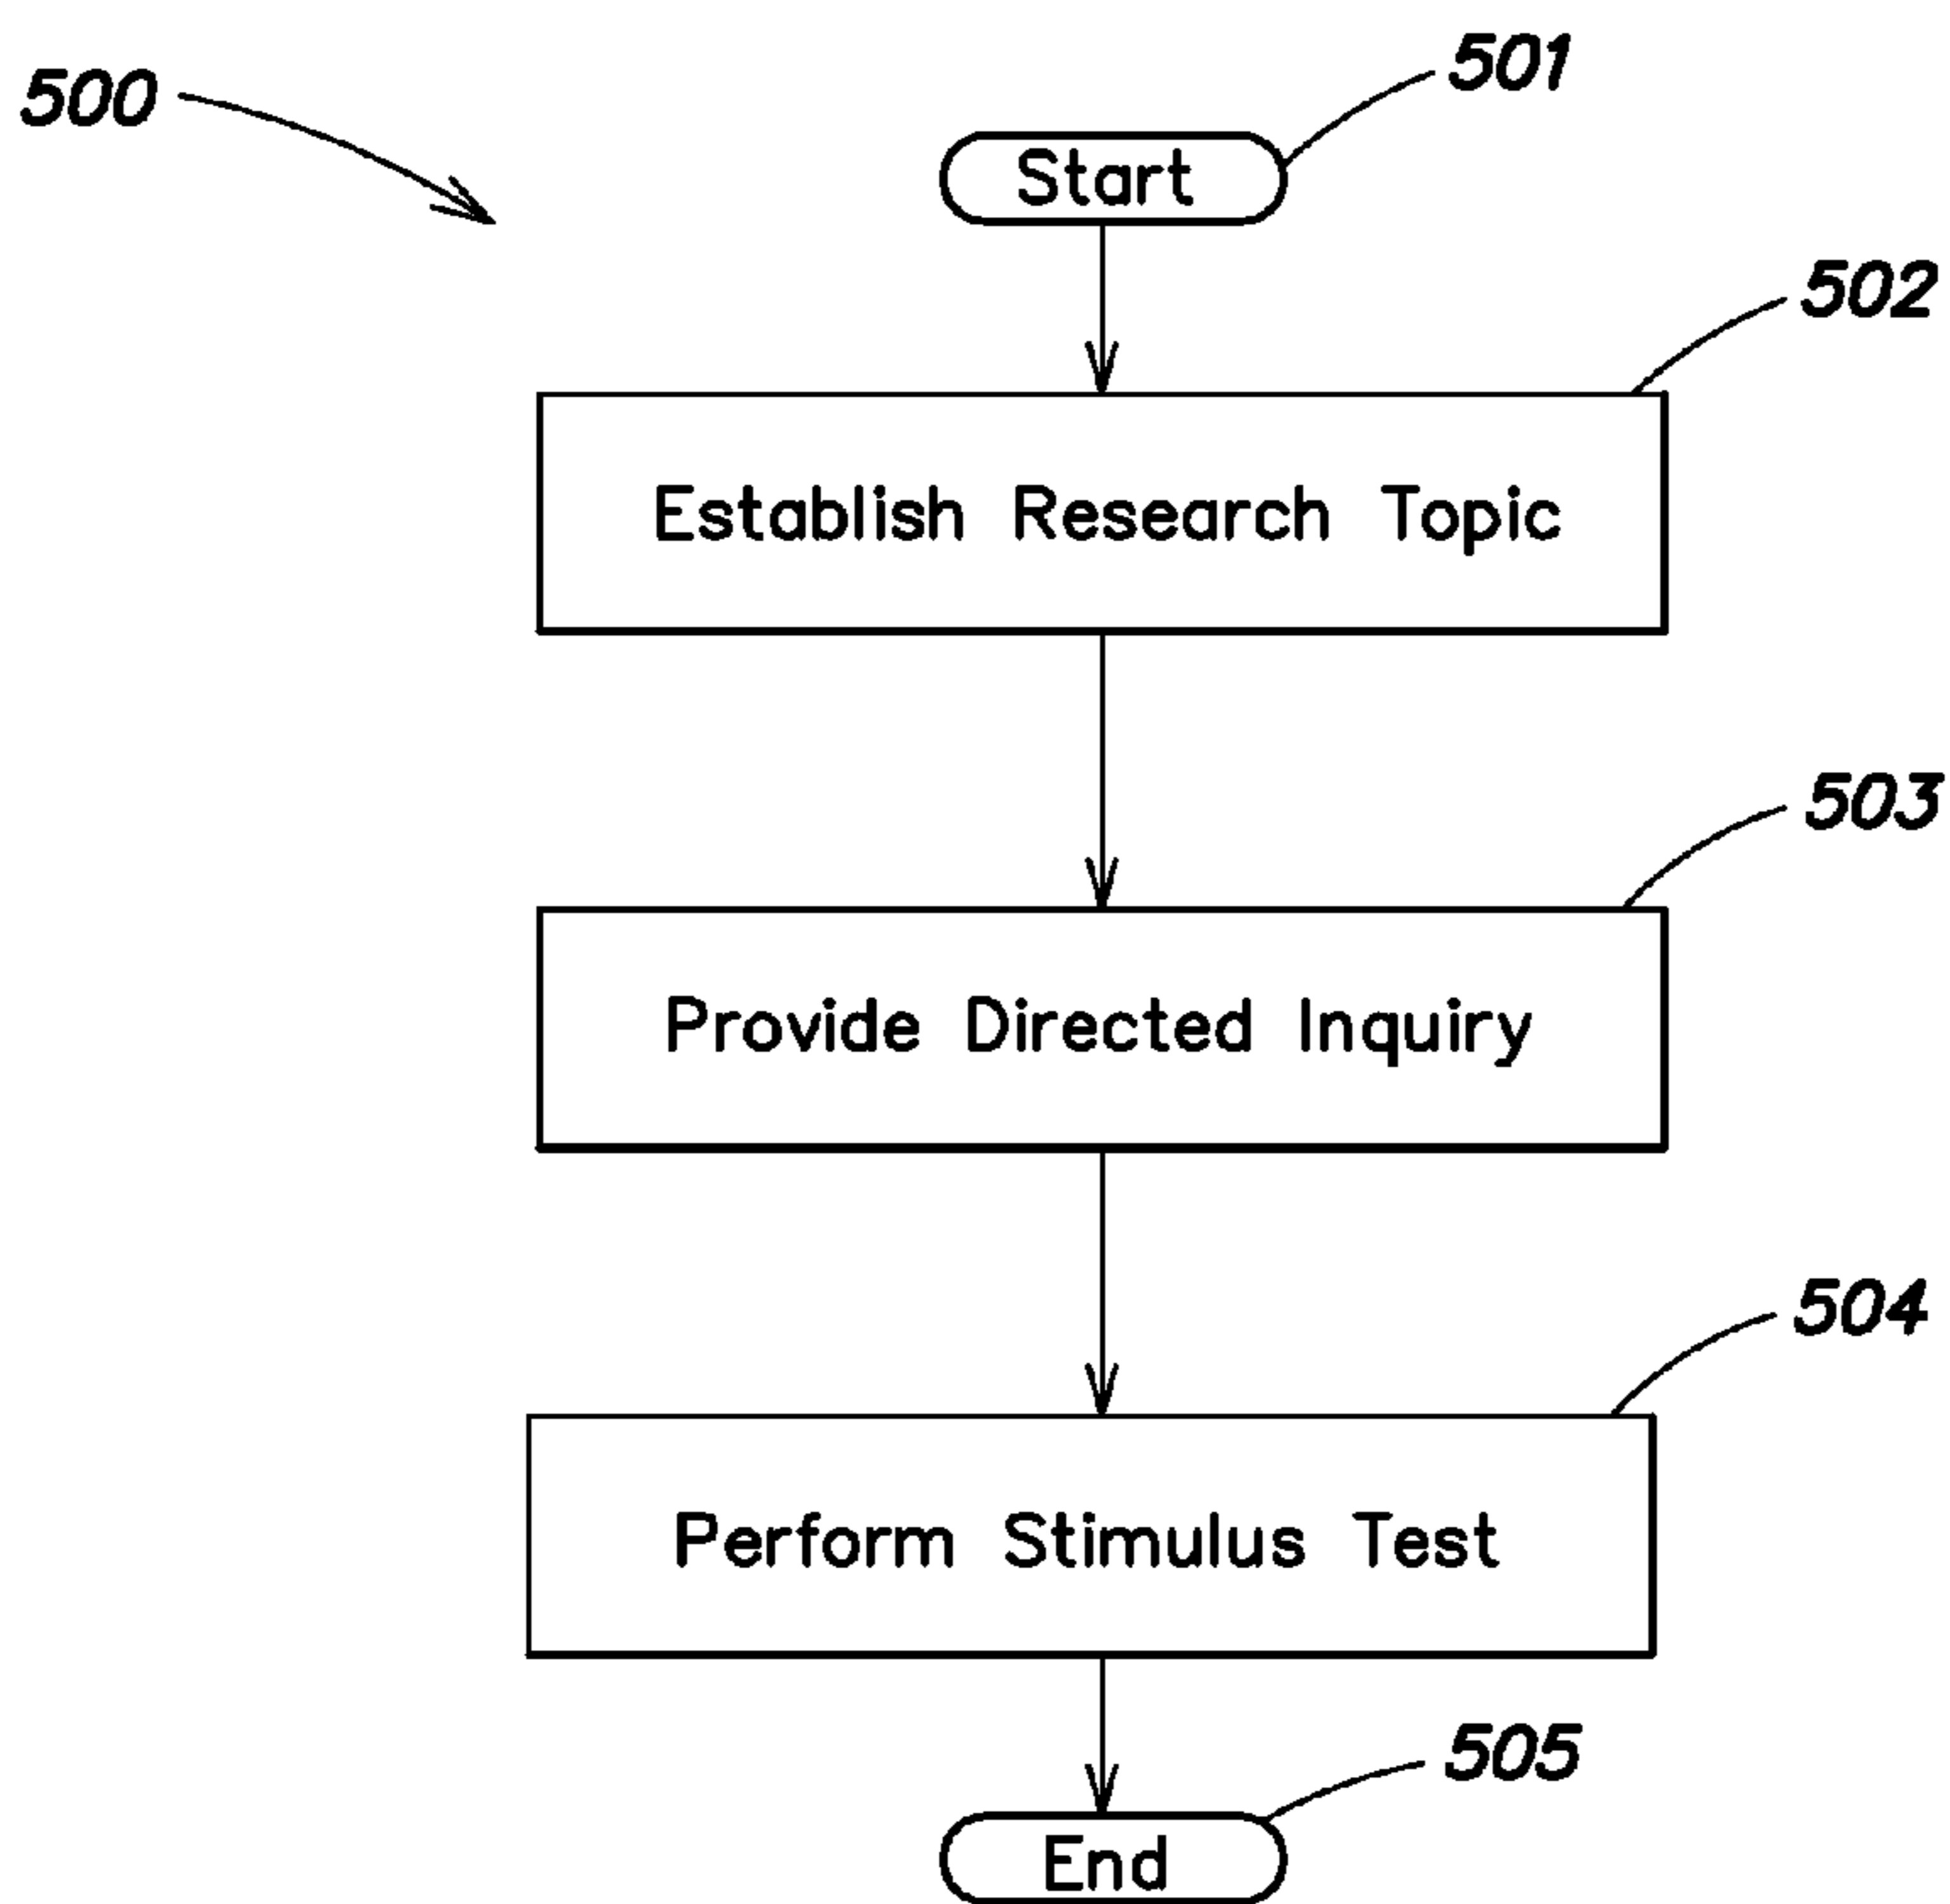 500
501
Start
502
Establish Research Topic
503
Provide Directed Inquiry
504
Perform Stimulus Test
505
End